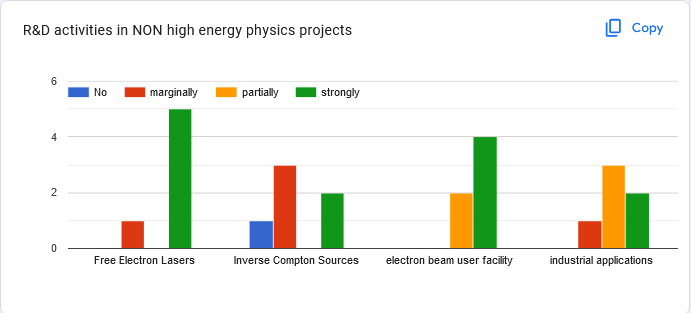 R&D activities in NON high energy physics projects
Copy
6
No marginally partially strongly
4
2
0
Free Electron Lasers Inverse Compton Sources electron beam user facility industrial applications